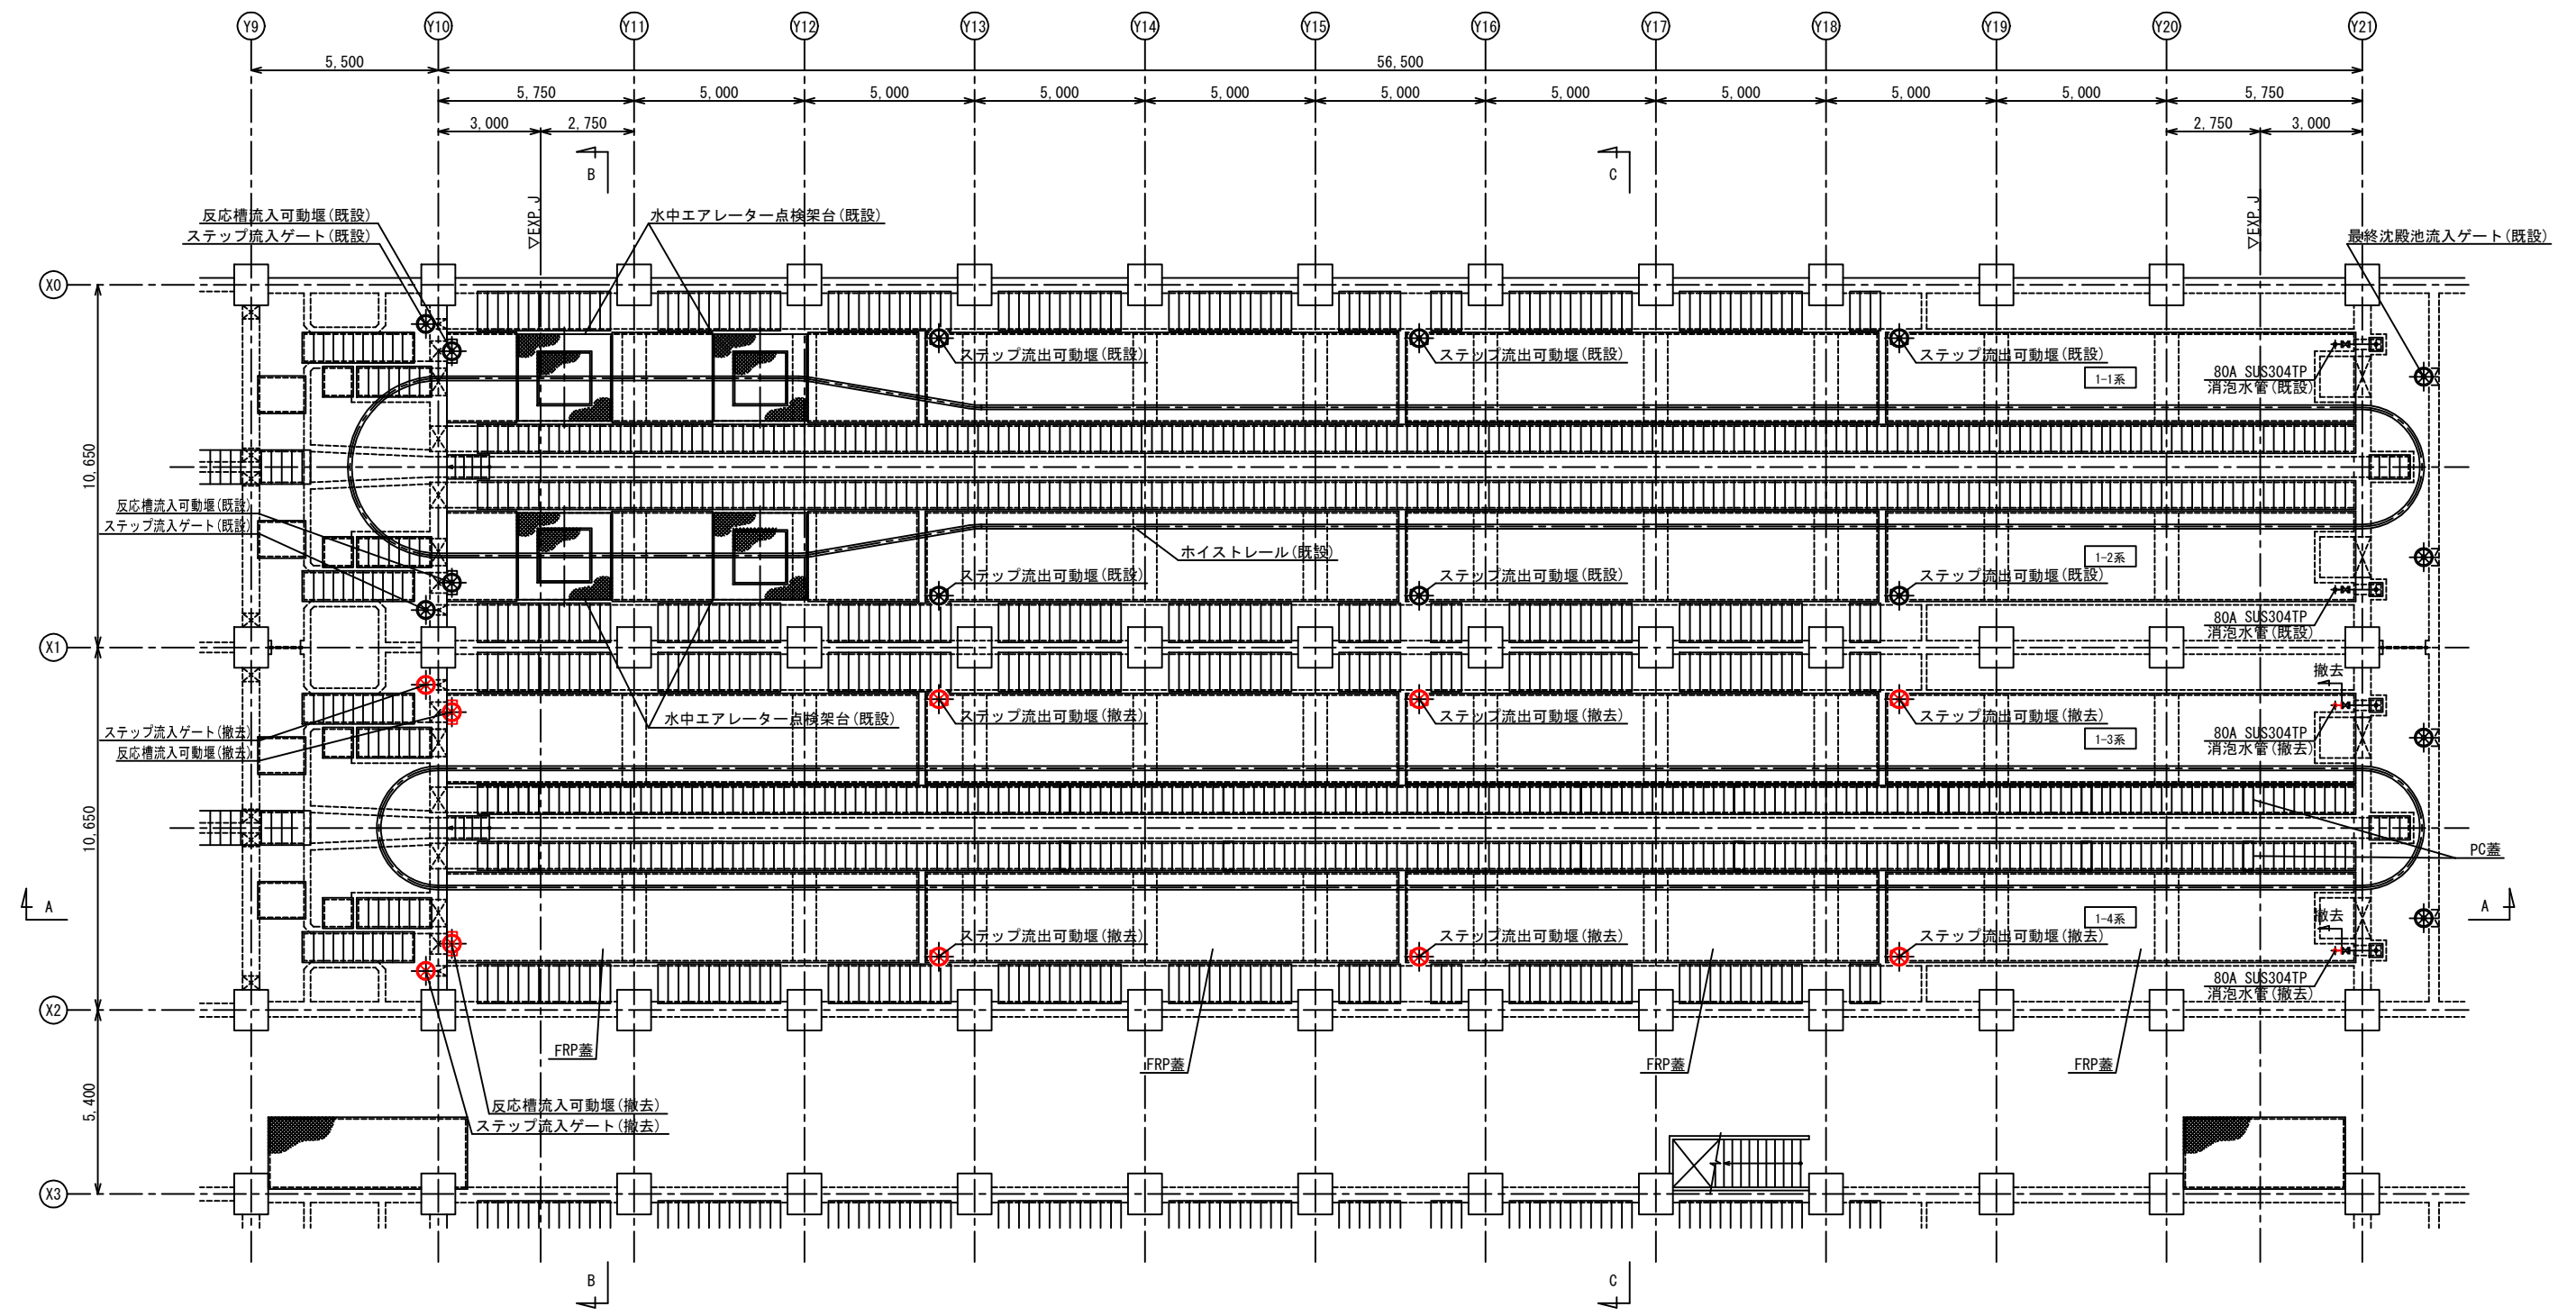 Y9 Y10 Y11 Y12 Y13 Y14 Y15 Y16 Y17 Y18 Y19 Y20 Y21
5,500 56,500
5,750 5,000 5,000 5,000 5,000 5,000 5,000 5,000 5,000 5,000 5,750
3,000 2,750 2,750 3,000
B C
▽EXP.J ▽EXP.J
反応槽流入可動堰(既設) 水中エアレーター点検架台(既設)
ステップ流入ゲート(既設) 最終沈殿池流入ゲート(既設)
X0
ステップ流出可動堰(既設) ステップ流出可動堰(既設) ステップ流出可動堰(既設)
1-1系 80A SUS304TP
消泡水管(既設)
10,650
反応槽流入可動堰(既設)
ステップ流入ゲート(既設)
ホイストレール(既設) 1-2系
ステップ流出可動堰(既設) ステップ流出可動堰(既設) ステップ流出可動堰(既設)
80A SUS304TP
消泡水管(既設)
X1
撤去
水中エアレーター点検架台(既設) ステップ流出可動堰(撤去) ステップ流出可動堰(撤去) ステップ流出可動堰(撤去)
ステップ流入ゲート(撤去) 1-3系 80A SUS304TP
反応槽流入可動堰(撤去) 消泡水管(撤去)
10,650
PC蓋
A A
1-4系 撤去
ステップ流出可動堰(撤去) ステップ流出可動堰(撤去) ステップ流出可動堰(撤去)
80A SUS304TP
消泡水管(撤去)
X2
FRP蓋 FRP蓋 FRP蓋 FRP蓋
5,400
反応槽流入可動堰(撤去)
ステップ流入ゲート(撤去)
X3
B C